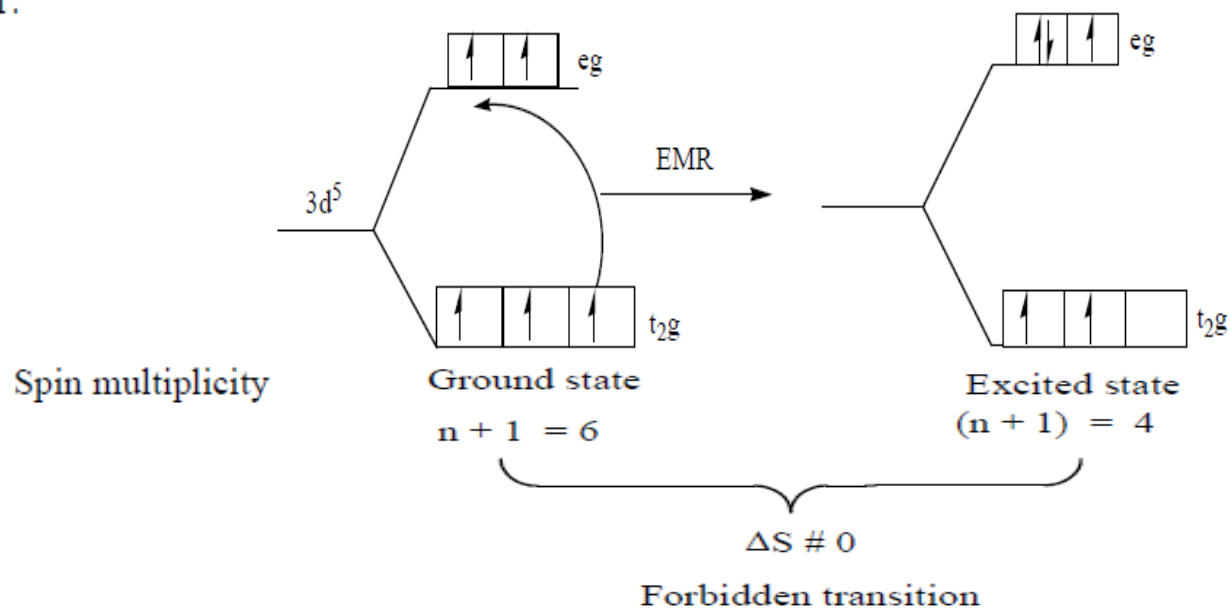 eg
eg
EMR
3d⁵
t₂g
t₂g
Spin multiplicity
Ground state
Excited state
n + 1 = 6
(n + 1) = 4
ΔS # 0
Forbidden transition